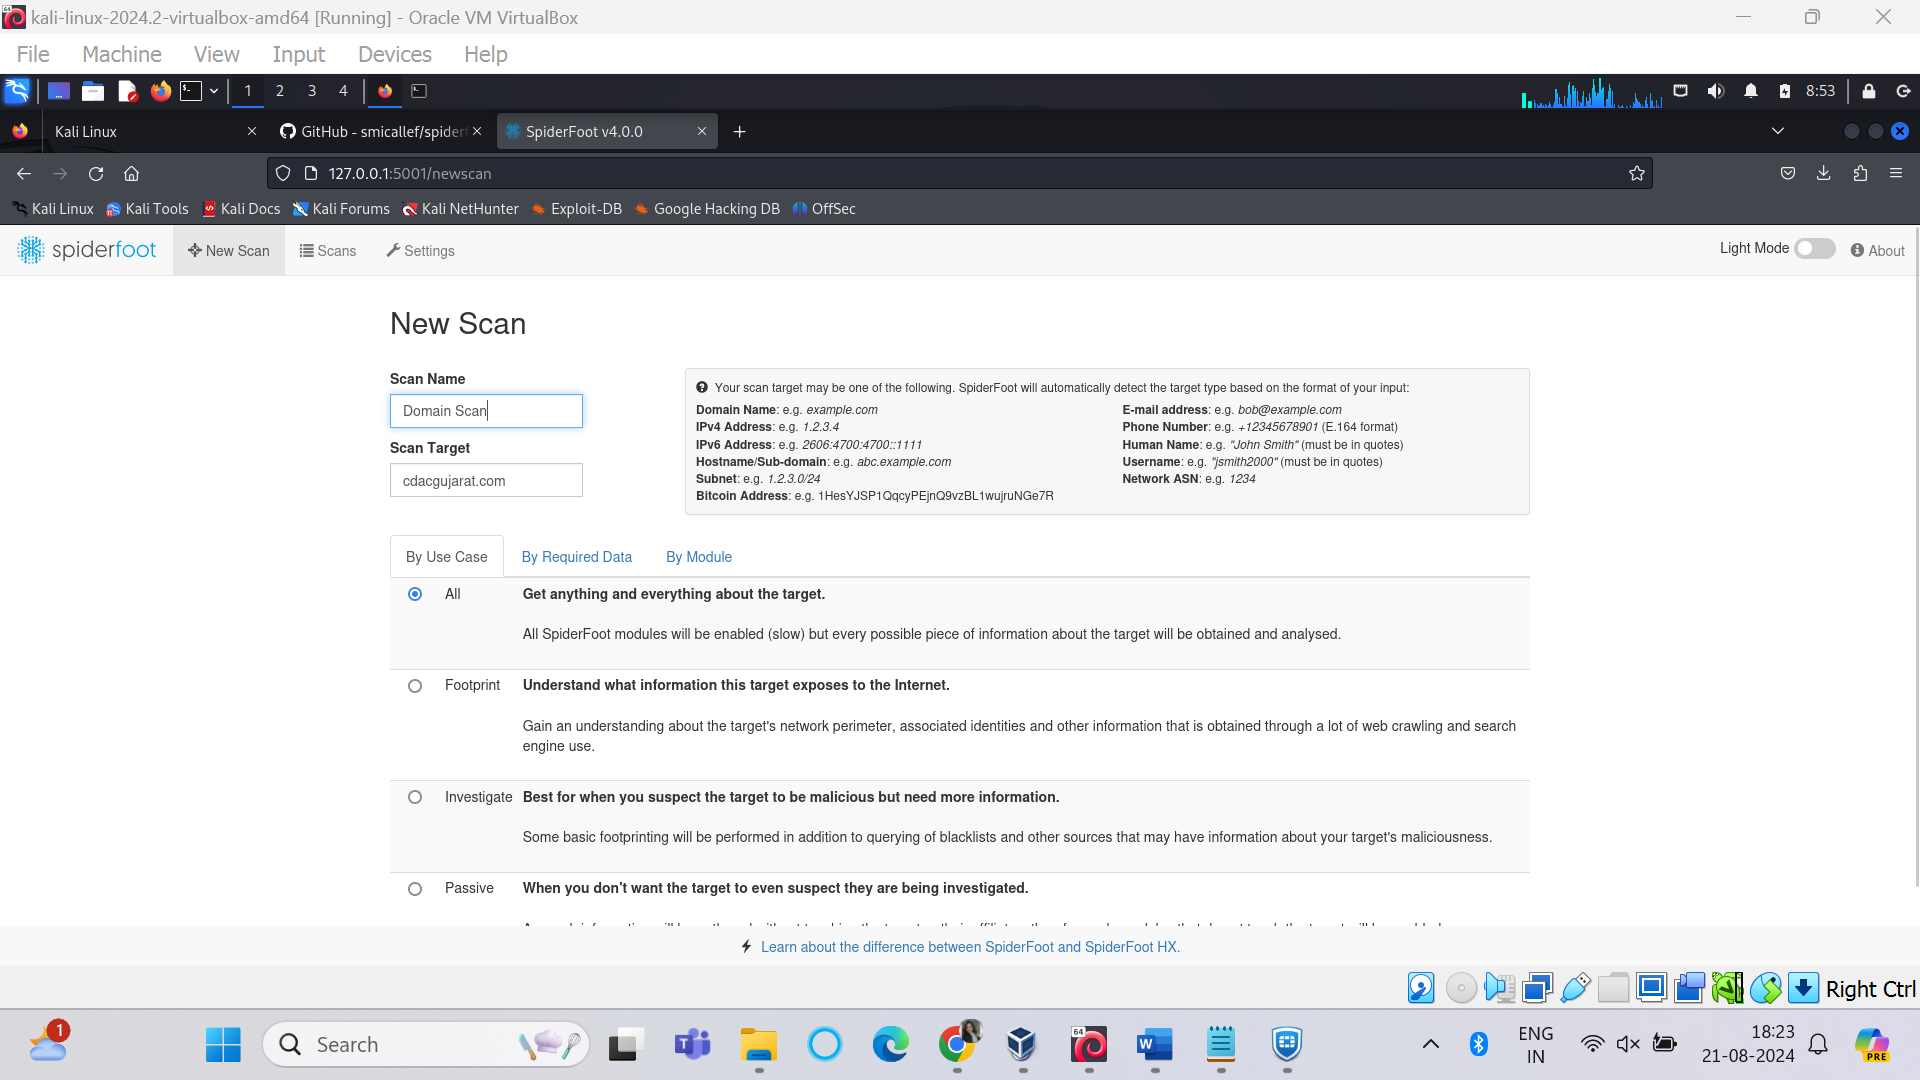 kali-linux-2024.2-virtualbox-amd64 [Running] - Oracle VM VirtualBox
File Machine View Input Devices Help
1 2 3 4 8:53
Kali Linux
GitHub - smicallef/spiderf
SpiderFoot v4.0.0
127.0.0.1:5001/newscan
Kali Linux Kali Tools Kali Docs Kali Forums Kali NetHunter Exploit-DB Google Hacking DB OffSec
spiderfoot New Scan Scans Settings Light Mode About
New Scan
Scan Name
Domain Scan
Scan Target
cdacgujarat.com
Your scan target may be one of the following. SpiderFoot will automatically detect the target type based on the format of your input:
Domain Name: e.g. example.com
IPv4 Address: e.g. 1.2.3.4
IPv6 Address: e.g. 2606:4700:4700::1111
Hostname/Sub-domain: e.g. abc.example.com
Subnet: e.g. 1.2.3.0/24
Bitcoin Address: e.g. 1HesYJSP1QqcyPEjnQ9vzBL1wujruNGe7R
E-mail address: e.g. bob@example.com
Phone Number: e.g. +12345678901 (E.164 format)
Human Name: e.g. "John Smith" (must be in quotes)
Username: e.g. "jsmith2000" (must be in quotes)
Network ASN: e.g. 1234
By Use Case By Required Data By Module
All Get anything and everything about the target.
All SpiderFoot modules will be enabled (slow) but every possible piece of information about the target will be obtained and analysed.
Footprint Understand what information this target exposes to the Internet.
Gain an understanding about the target's network perimeter, associated identities and other information that is obtained through a lot of web crawling and search
engine use.
Investigate Best for when you suspect the target to be malicious but need more information.
Some basic footprinting will be performed in addition to querying of blacklists and other sources that may have information about your target's maliciousness.
Passive When you don't want the target to even suspect they are being investigated.
Learn about the difference between SpiderFoot and SpiderFoot HX.
Right Ctrl
1
Search
ENG
IN
18:23
21-08-2024
PRE